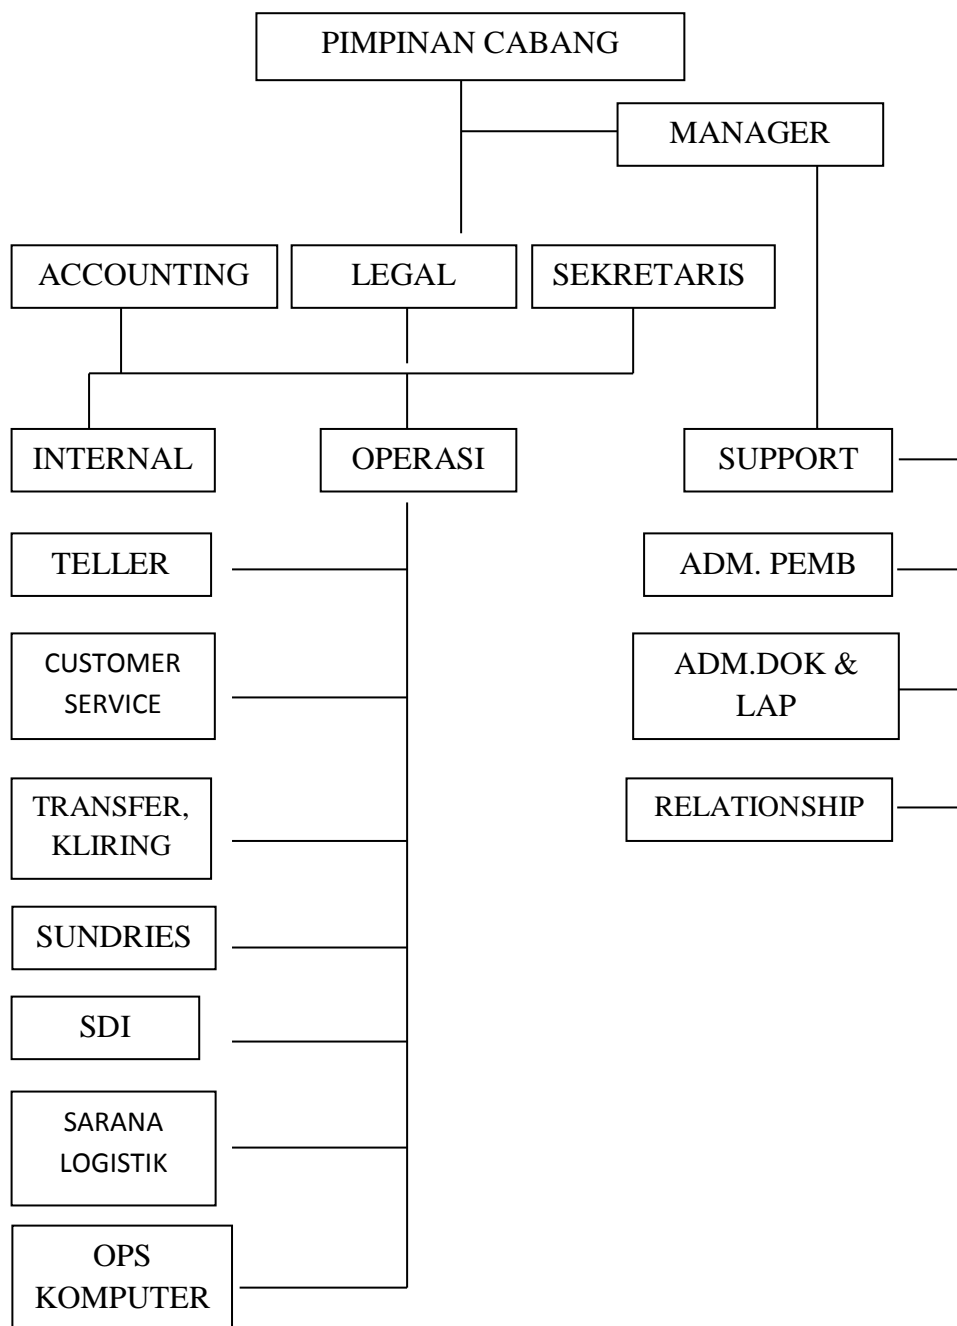 PIMPINAN CABANG
MANAGER
ACCOUNTING
LEGAL
SEKRETARIS
INTERNAL
OPERASI
SUPPORT
TELLER
ADM. PEMB
CUSTOMER
SERVICE
ADM.DOK &
LAP
TRANSFER,
KLIRING
RELATIONSHIP
SUNDRIES
SDI
SARANA
LOGISTIK
OPS
KOMPUTER